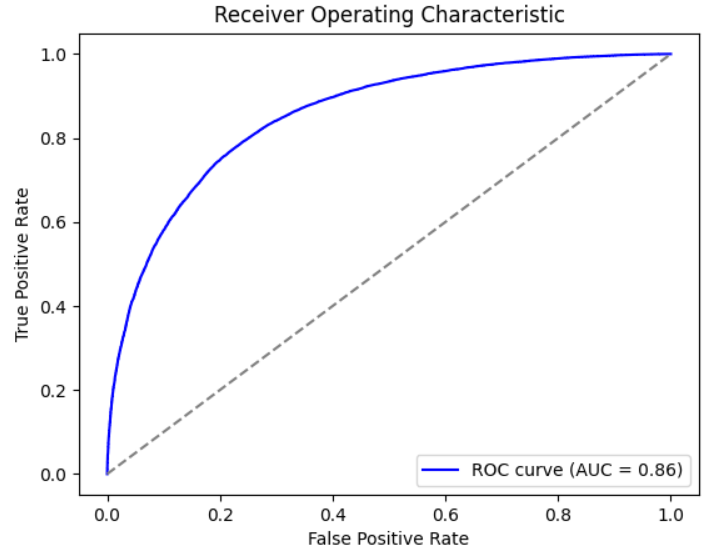 Receiver Operating Characteristic
True Positive Rate
1.0
0.8
0.6
0.4
0.2
0.0
ROC curve (AUC = 0.86)
0.0 0.2 0.4 0.6 0.8 1.0
False Positive Rate